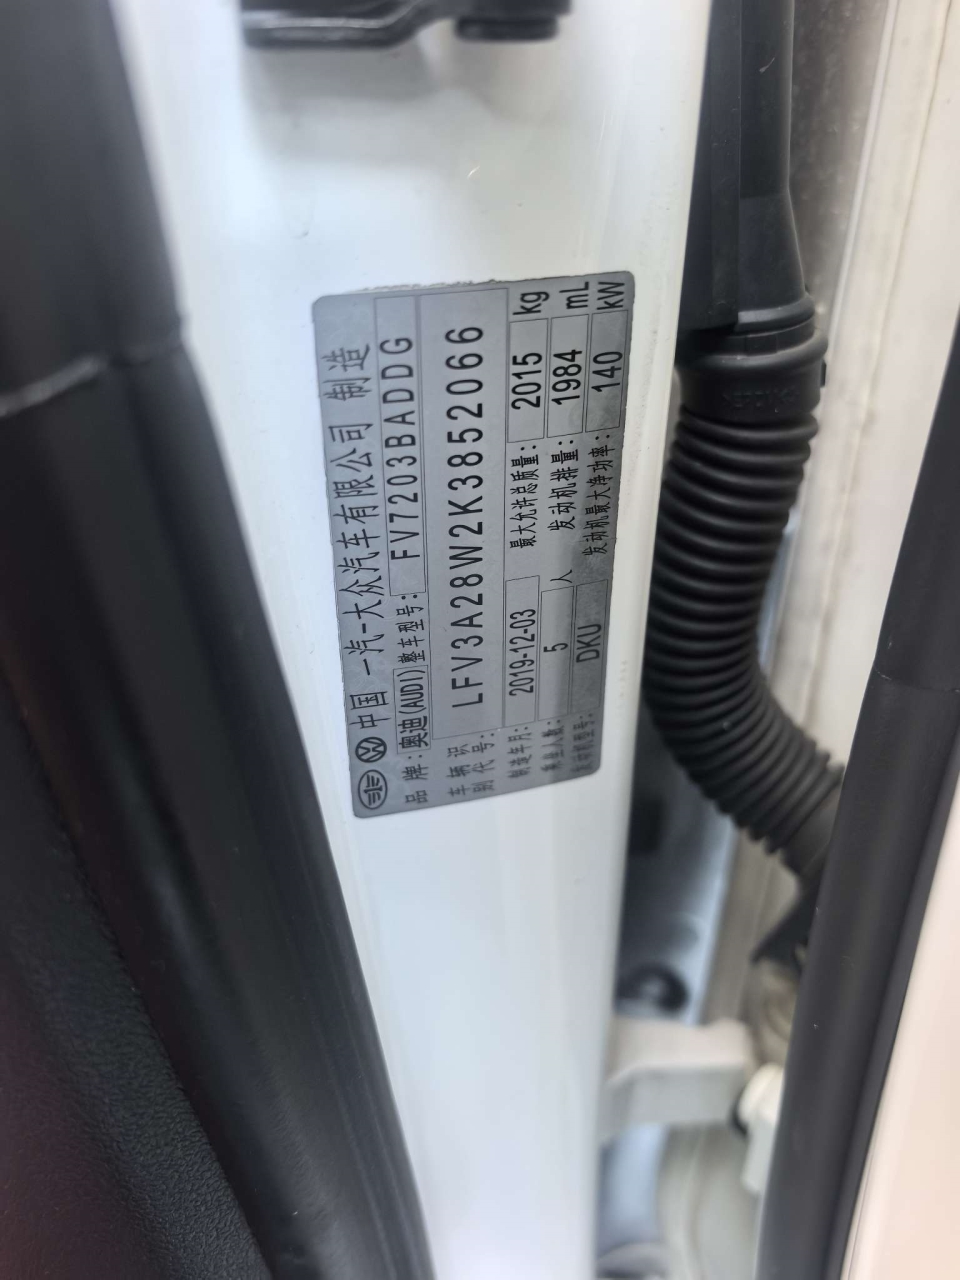 中国 一汽-大众汽车有限公司 制造
品牌: 奥迪(AUDI) 整车型号: FV7203BADDG
车辆识别代号: LFV3A28W2K3852066
制造年月: 2019-12-03 最大允许总质量: 2015 kg
乘坐人数: 5 人 发动机排量: 1984 mL
发动机型号: DKU 发动机最大净功率: 140 kW